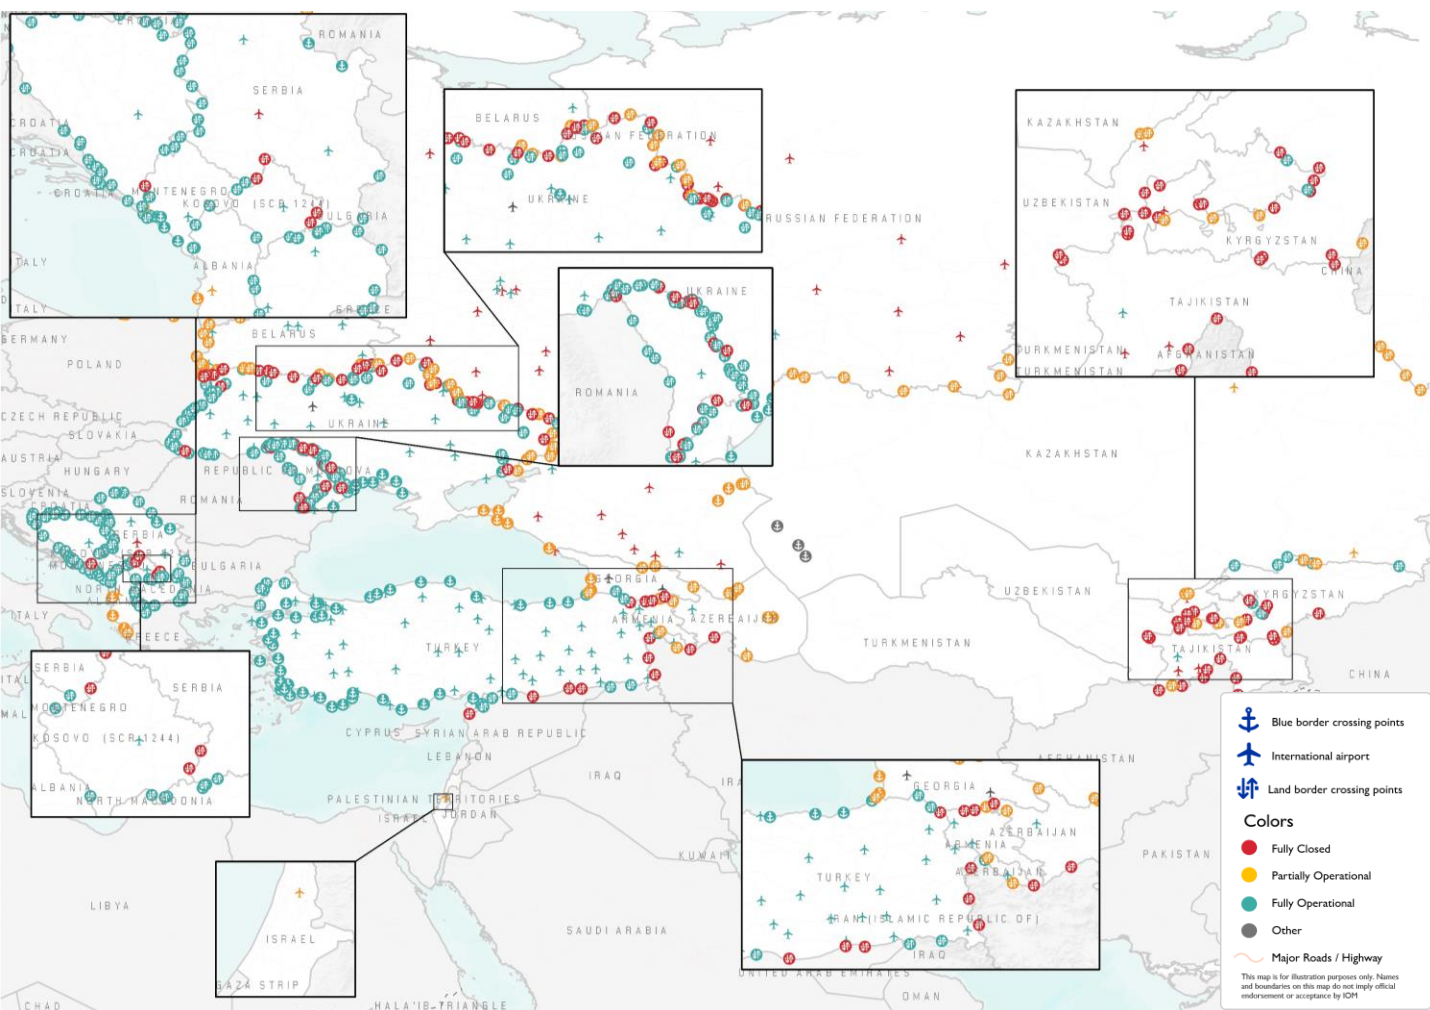 ROMANIA
SERBIA
CROATIA
CROATIA
CROATIA
MONTENEGRO
KOSOVO (SCR 1244)
BULGARIA
ITALY
ALBANIA
ITALY
GREECE
BELARUS
RUSSIAN FEDERATION
UKRAINE
RUSSIAN FEDERATION
KAZAKHSTAN
UZBEKISTAN
KYRGYZSTAN
CHINA
TAJIKISTAN
TURKMENISTAN
AFGHANISTAN
TURKMENISTAN
UKRAINE
ROMANIA
GERMANY
BELARUS
POLAND
CZECH REPUBLIC
UKRAINE
SLOVAKIA
AUSTRIA
HUNGARY
REPUBLIC
MOLDOVA
KAZAKHSTAN
SLOVENIA
CROATIA
ROMANIA
SERBIA
BULGARIA
NORTH MACEDONIA
ITALY
GREECE
GEORGIA
ARMENIA
AZERBAIJAN
TURKEY
UZBEKISTAN
TURKMENISTAN
KYRGYZSTAN
TAJIKISTAN
CHINA
SERBIA
SERBIA
MONTENEGRO
KOSOVO (SCR 1244)
ALBANIA
NORTH MACEDONIA
CYPRUS
SYRIAN ARAB REPUBLIC
LEBANON
IRAQ
AFGHANISTAN
PALESTINIAN TERRITORIES
ISRAEL
JORDAN
KUWAIT
PAKISTAN
LIBYA
SAUDI ARABIA
UNITED ARAB EMIRATES
OMAN
CHAD
HALA'IB TRIANGLE
ISRAEL
GAZA STRIP
GEORGIA
AZERBAIJAN
ARMENIA
AZERBAIJAN
TURKEY
IRAN (ISLAMIC REPUBLIC OF)
IRAQ
Blue border crossing points
International airport
Land border crossing points
Colors
Fully Closed
Partially Operational
Fully Operational
Other
Major Roads / Highway
This map is for illustration purposes only. Names
and boundaries on this map do not imply official
endorsement or acceptance by IOM